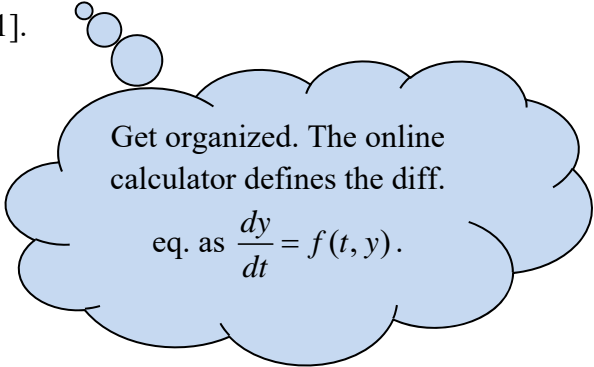 1].
Get organized. The online
calculator defines the diff.
eq. as dy/dt = f(t, y).